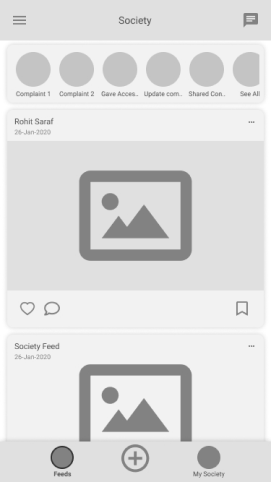 Society
Complaint 1 Complaint 2 Gave Acces.. Update com.. Shared Con.. See All
Rohit Saraf
26-Jan-2020
Society Feed
26-Jan-2020
Feeds My Society